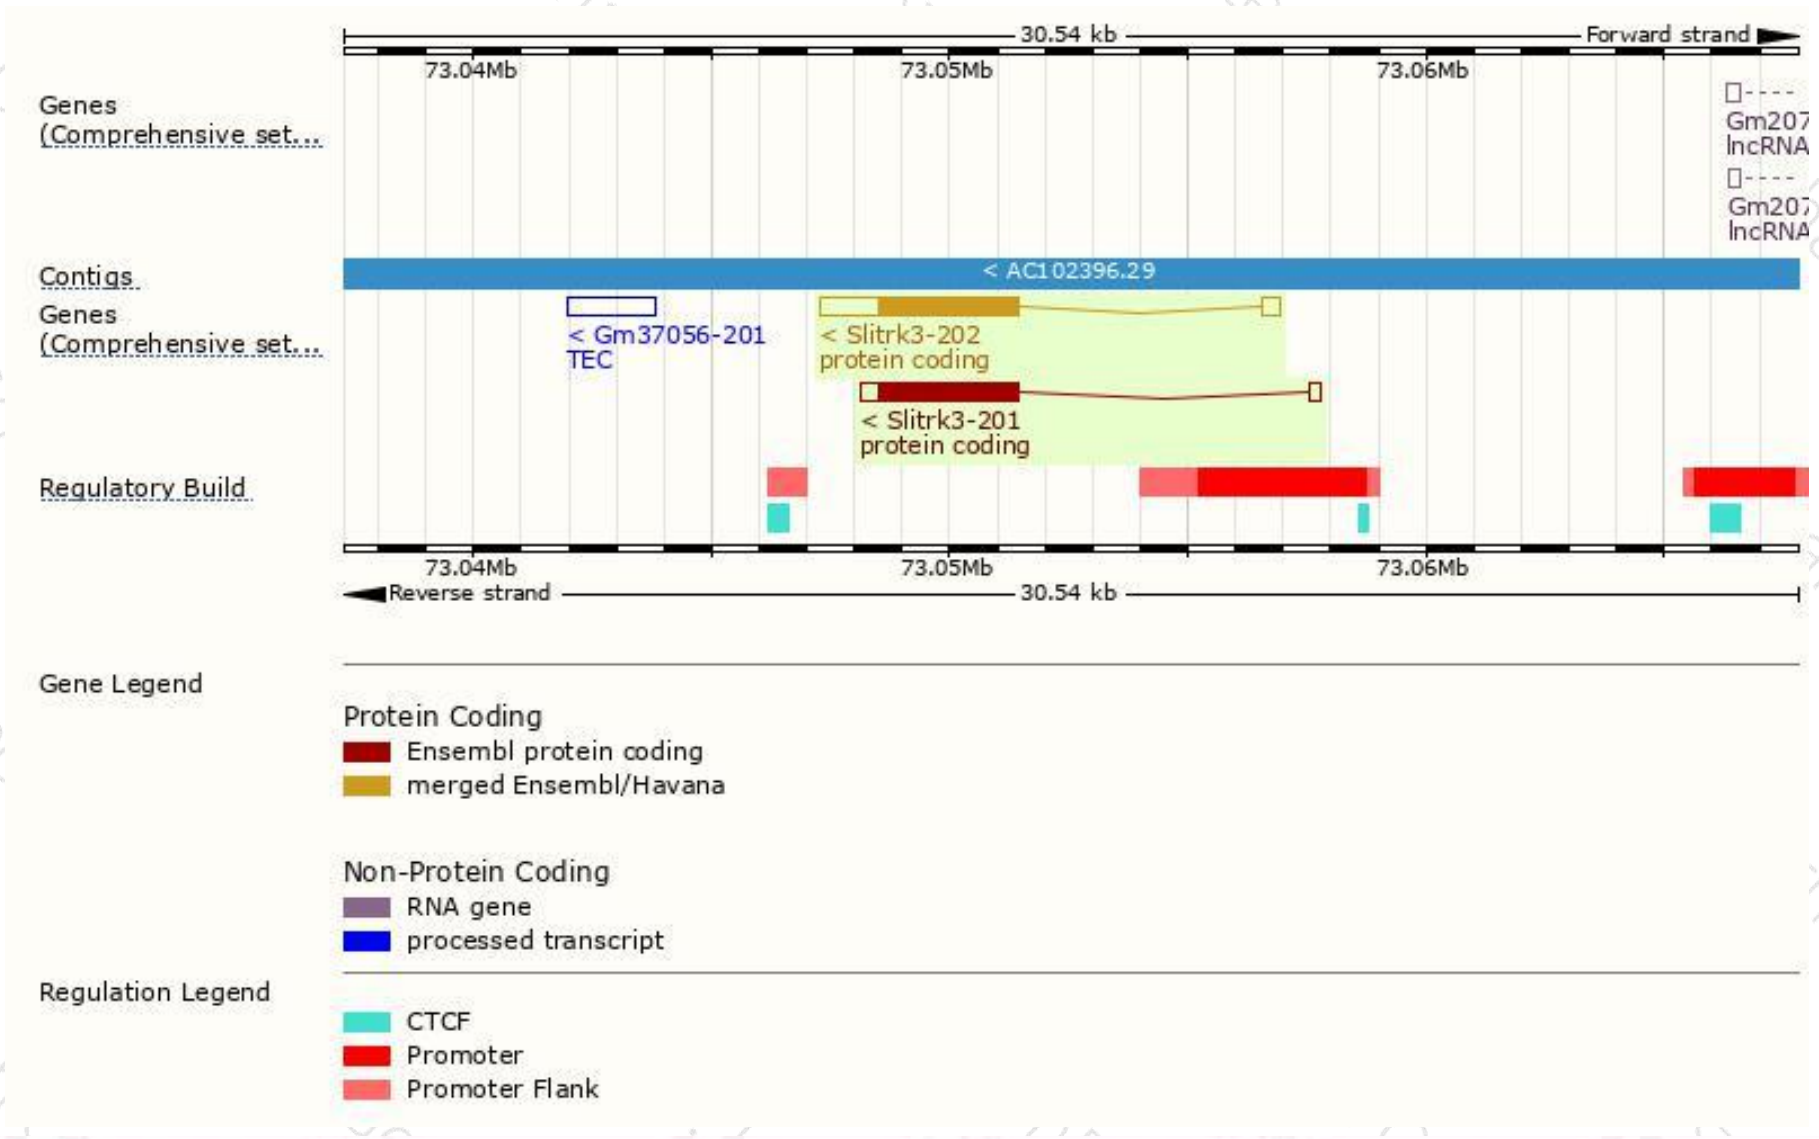 30.54 kb
Forward strand
73.04Mb 73.05Mb 73.06Mb
Genes
(Comprehensive set...
Gm207
lncRNA
Gm207
lncRNA
Contigs
< AC102396.29
Genes
(Comprehensive set...
< Gm37056-201
TEC
< Slitrk3-202
protein coding
< Slitrk3-201
protein coding
Regulatory Build
73.04Mb 73.05Mb 73.06Mb
Reverse strand
30.54 kb
Gene Legend
Protein Coding
Ensembl protein coding
merged Ensembl/Havana
Non-Protein Coding
RNA gene
processed transcript
Regulation Legend
CTCF
Promoter
Promoter Flank